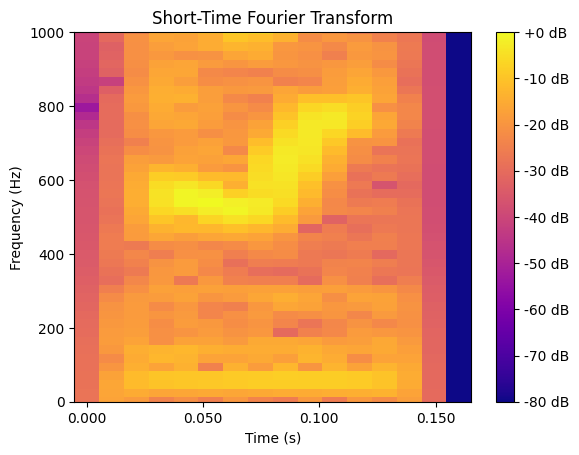 Short-Time Fourier Transform
1000
800
600
400
200
0
Frequency (Hz)
0.000
0.050
0.100
0.150
Time (s)
+0 dB
-10 dB
-20 dB
-30 dB
-40 dB
-50 dB
-60 dB
-70 dB
-80 dB